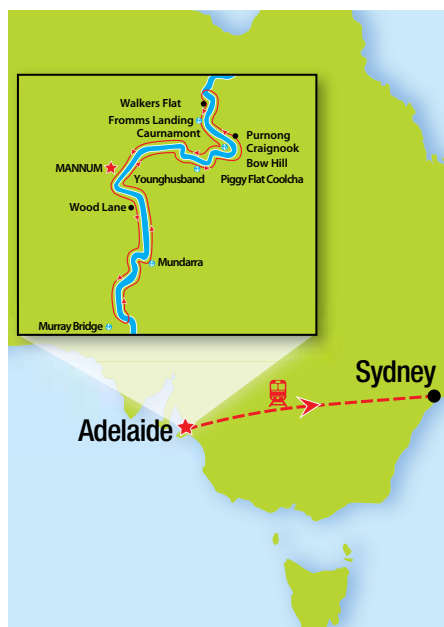 Walkers Flat
Fromms Landing
Caurnamont
Purnong
Craignook
MANNUM
Bow Hill
Younghusband
Piggy Flat Coolcha
Wood Lane
Mundarra
Murray Bridge
Sydney
Adelaide